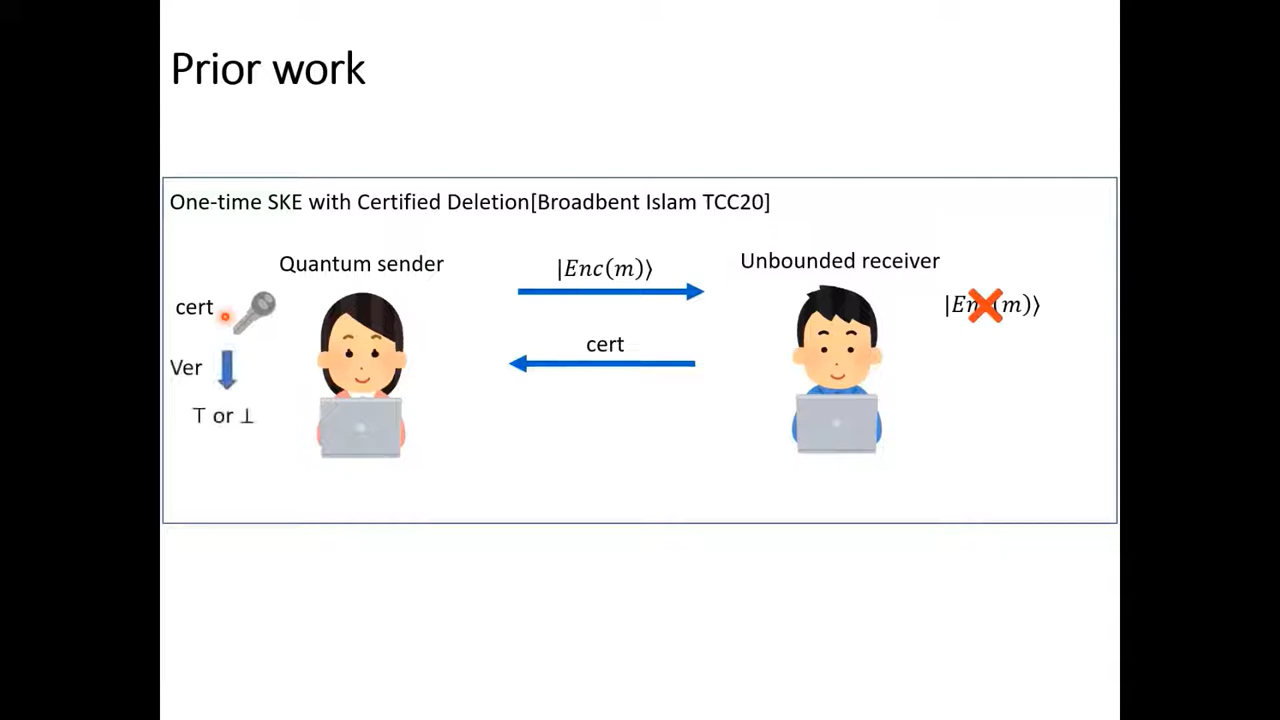 Prior work
One-time SKE with Certified Deletion[Broadbent Islam TCC20]
Quantum sender
|Enc(m)⟩
Unbounded receiver
cert
|Enc(m)⟩
cert
Ver
⊤ or ⊥